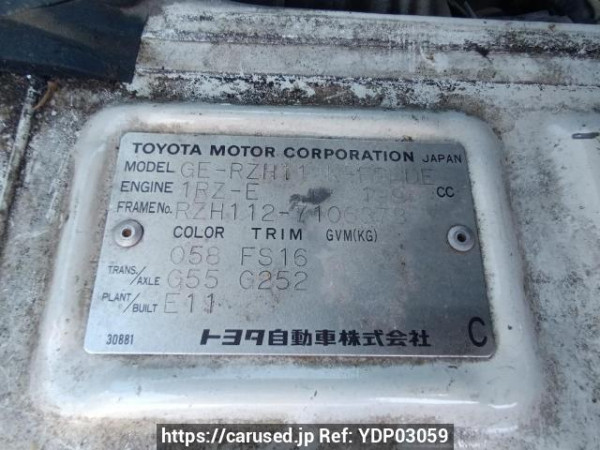 TOYOTA MOTOR CORPORATION JAPAN
MODEL
ENGINE 1RZ-E CC
FRAME No.
COLOR TRIM GVM(KG)
058 FS16
TRANS/AXLE G55 G252
PLANT/BUILT E11
30881 トヨタ自動車株式会社 C
https://carused.jp Ref: YDP03059